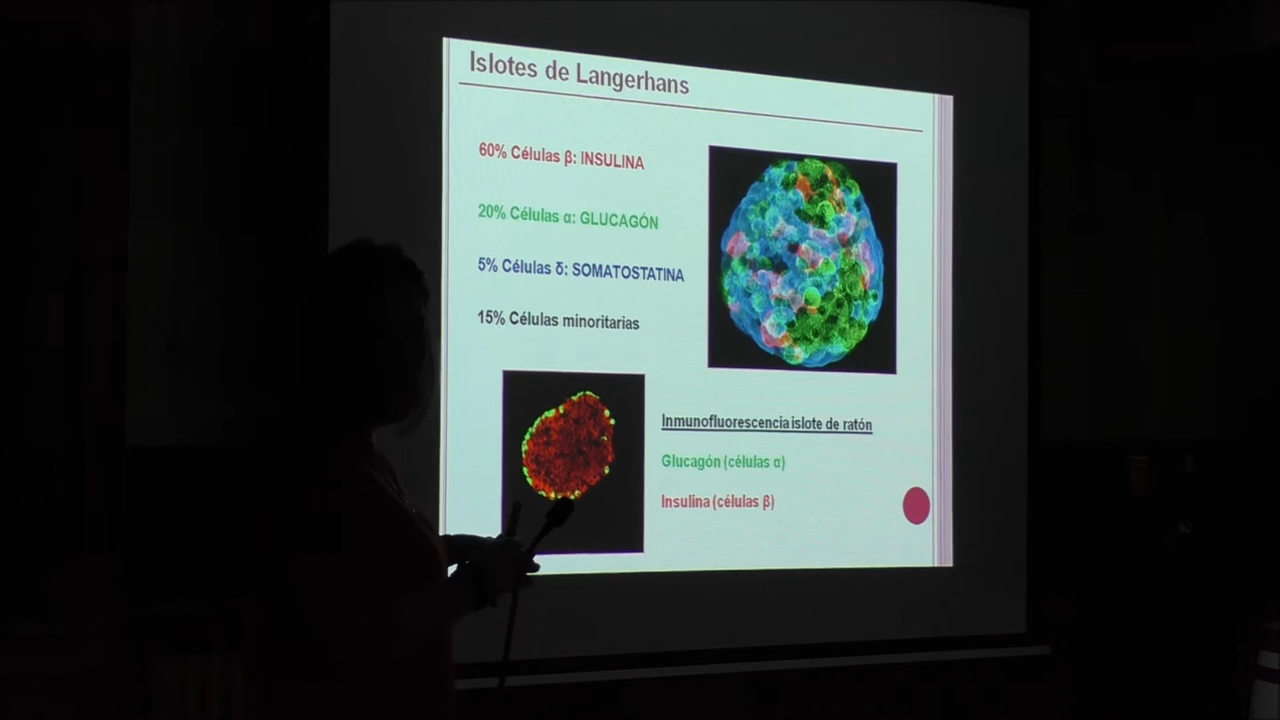 Islotes de Langerhans
60% Células β: INSULINA
20% Células α: GLUCAGÓN
5% Células δ: SOMATOSTATINA
15% Células minoritarias
Inmunofluorescencia islote de ratón
Glucagón (células α)
Insulina (células β)